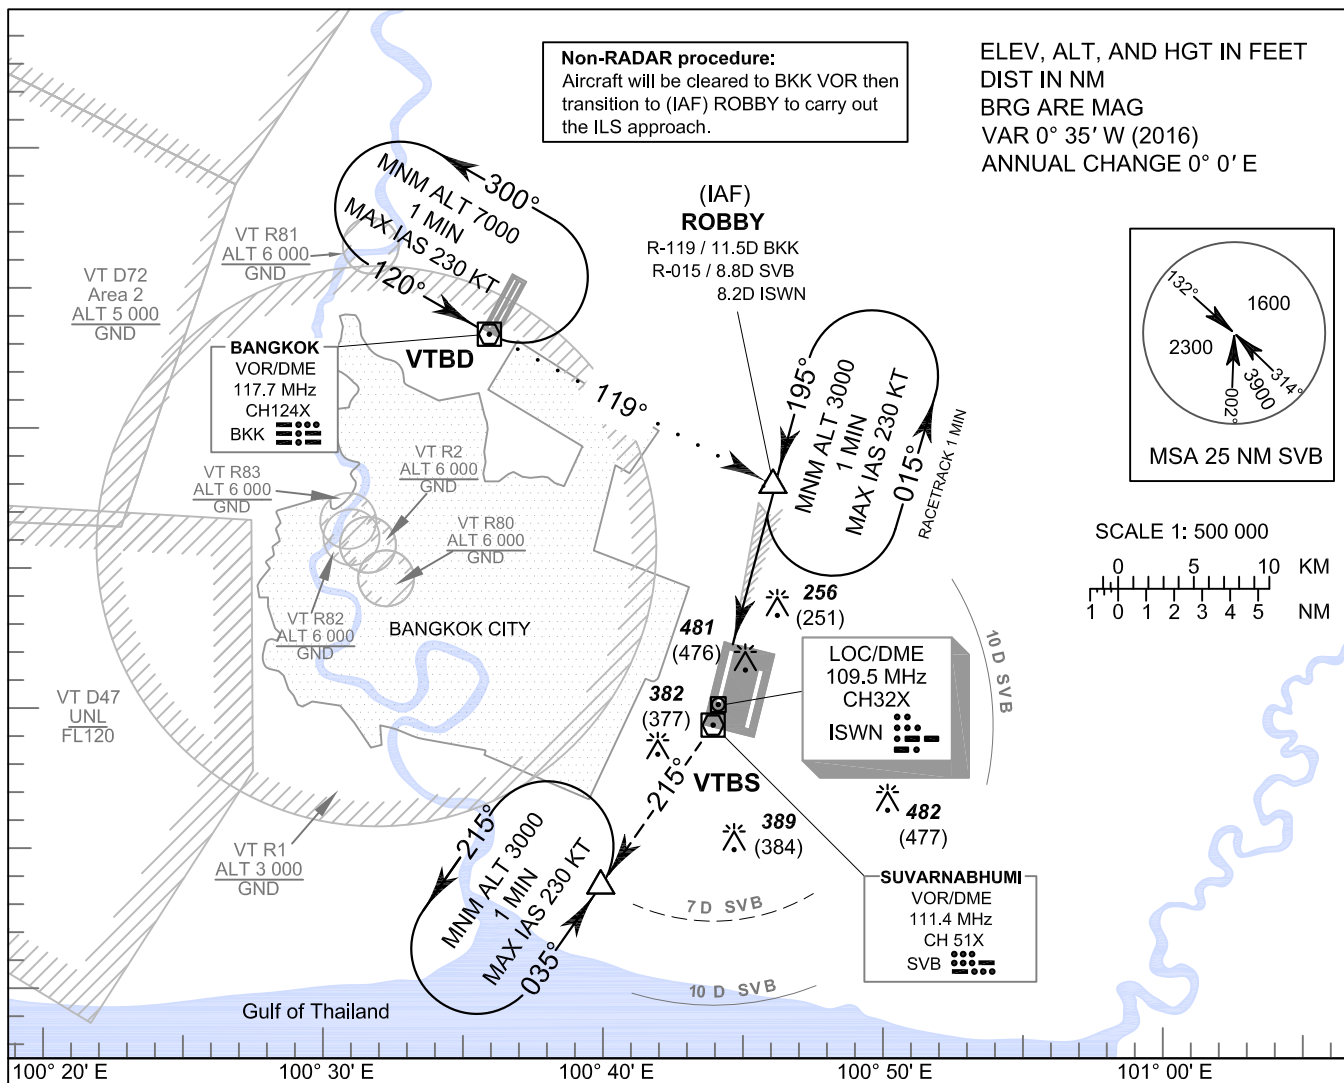 Non-RADAR procedure:
Aircraft will be cleared to BKK VOR then
transition to (IAF) ROBBY to carry out
the ILS approach.
ELEV, ALT, AND HGT IN FEET
DIST IN NM
BRG ARE MAG
VAR 0° 35′ W (2016)
ANNUAL CHANGE 0° 0′ E
300°
MNM ALT 7000
1 MIN
MAX IAS 230 KT
120°
(IAF)
ROBBY
R-119 / 11.5D BKK
R-015 / 8.8D SVB
8.2D ISWN
VT R81
ALT 6 000
GND
VT D72
Area 2
ALT 5 000
GND
132°
1600
2300
314°
3900
002°
MSA 25 NM SVB
BANGKOK
VOR/DME
117.7 MHz
CH124X
BKK
VTBD
119°
195°
MNM ALT 3000
1 MIN
MAX IAS 230 KT
015°
RACETRACK 1 MIN
VT R2
ALT 6 000
GND
VT R83
ALT 6 000
GND
VT R80
ALT 6 000
GND
SCALE 1: 500 000
0 5 10 KM
1 0 1 2 3 4 5 NM
VT R82
ALT 6 000
GND
BANGKOK CITY
256
(251)
481
(476)
382
(377)
LOC/DME
109.5 MHz
CH32X
ISWN
10 D SVB
VT D47
UNL
FL120
VTBS
215°
482
(477)
389
(384)
VT R1
ALT 3 000
GND
215°
MNM ALT 3000
1 MIN
MAX IAS 230 KT
035°
7 D SVB
SUVARNABHUMI
VOR/DME
111.4 MHz
CH 51X
SVB
10 D SVB
Gulf of Thailand
100° 20′ E
100° 30′ E
100° 40′ E
100° 50′ E
101° 00′ E